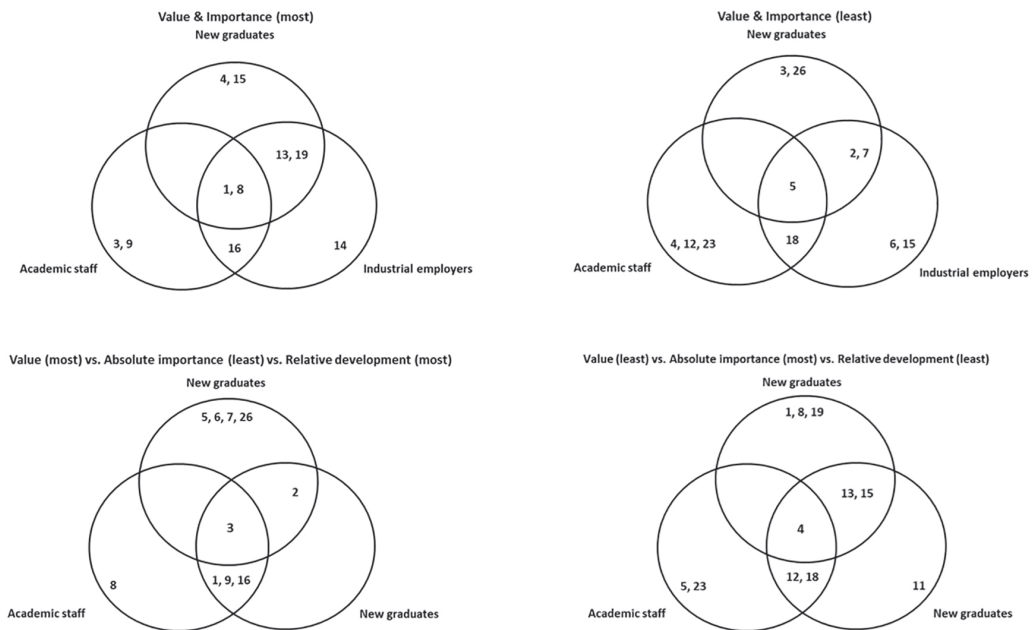 Value & Importance (most)
New graduates
4, 15
13, 19
1, 8
3, 9
16
14
Academic staff
Industrial employers
Value & Importance (least)
New graduates
3, 26
2, 7
5
4, 12, 23
18
6, 15
Academic staff
Industrial employers
Value (most) vs. Absolute importance (least) vs. Relative development (most)
New graduates
5, 6, 7, 26
2
3
8
1, 9, 16
Academic staff
New graduates
Value (least) vs. Absolute importance (most) vs. Relative development (least)
New graduates
1, 8, 19
13, 15
4
5, 23
12, 18
11
Academic staff
New graduates